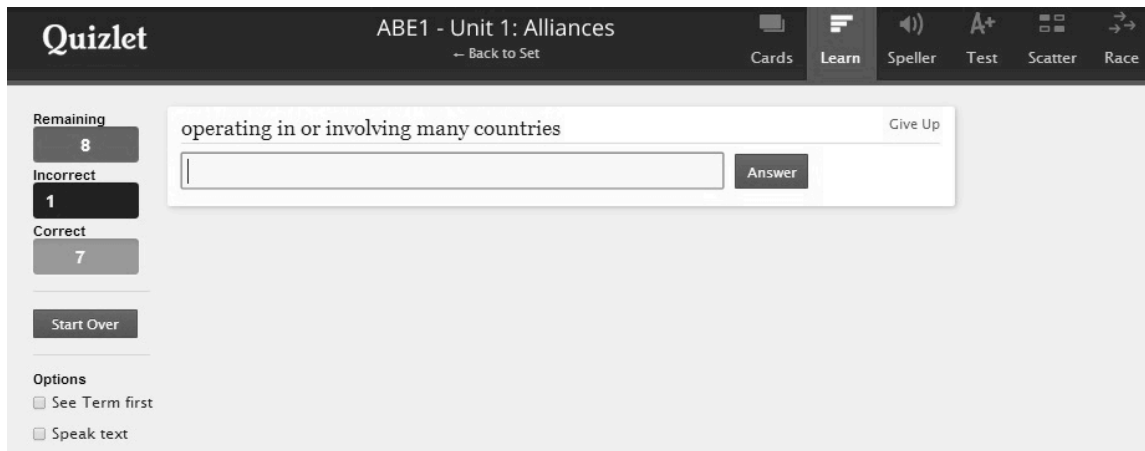 Quizlet
ABE1 - Unit 1: Alliances
← Back to Set
Cards
Learn
Speller
A+
Test
Scatter
Race
Remaining
8
Incorrect
1
Correct
7
Start Over
Options
See Term first
Speak text
operating in or involving many countries
Give Up
Answer